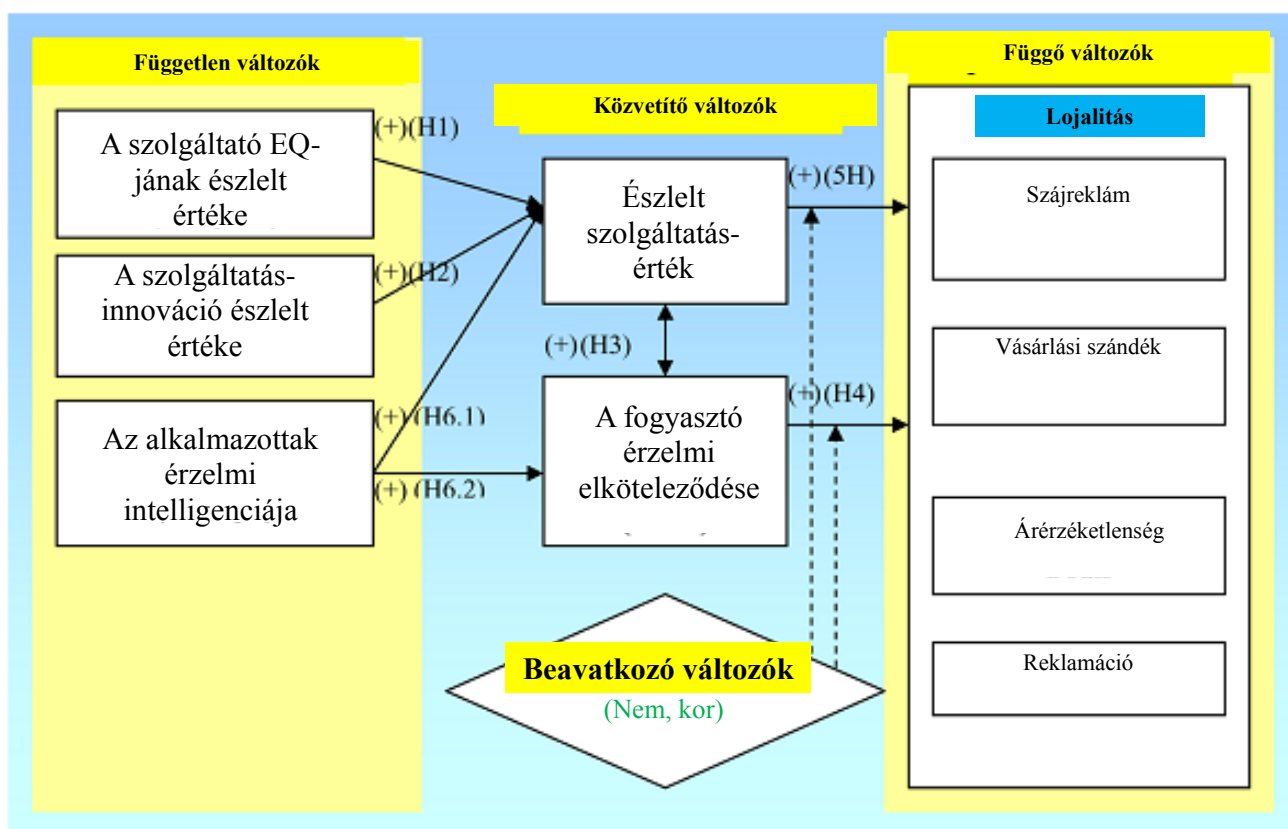 Független változók
A szolgáltató EQ-
jának észlelt
értéke
A szolgáltatás-
innováció észlelt
értéke
Az alkalmazottak
érzelmi
intelligenciája
(+)(H1)
(+)(H2)
(+)(H6.1)
(+)(H6.2)
Közvetítő változók
Észlelt
szolgáltatás-
érték
(+)(H3)
A fogyasztó
érzelmi
elköteleződése
(+)(5H)
(+)(H4)
Beavatkozó változók
(Nem, kor)
Függő változók
Lojalitás
Szájreklám
Vásárlási szándék
Árérzéketlenség
Reklamáció